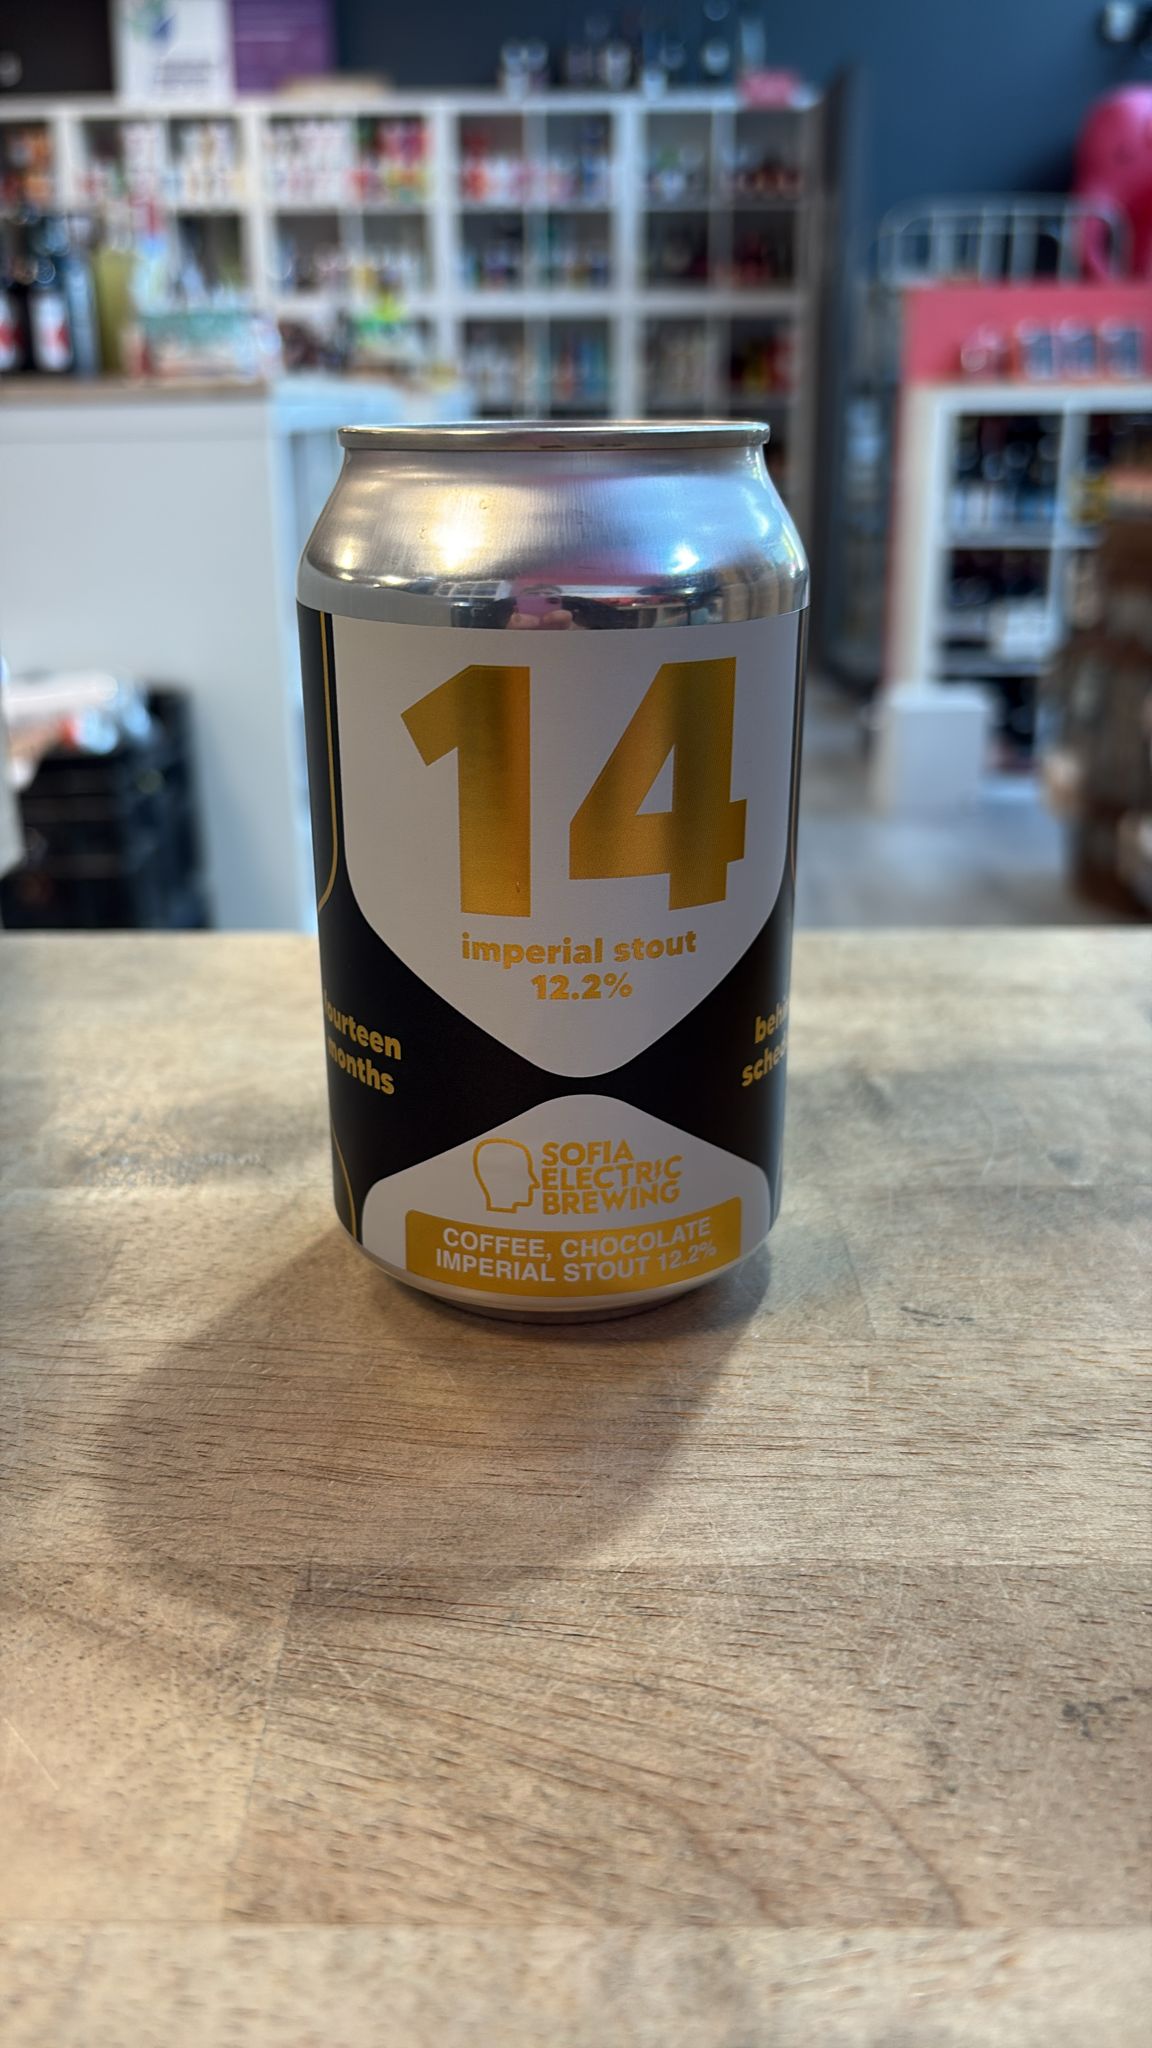 14
imperial stout
12.2%
fourteen
months
SOFIA
ELECTRIC
BREWING
COFFEE, CHOCOLATE
IMPERIAL STOUT 12.2%